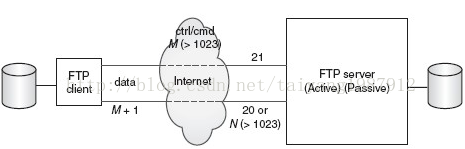 ctrl/cmd
M (> 1023)
21
FTP
client
data
Internet
FTP server
(Active) (Passive)
M + 1
20 or
N (> 1023)